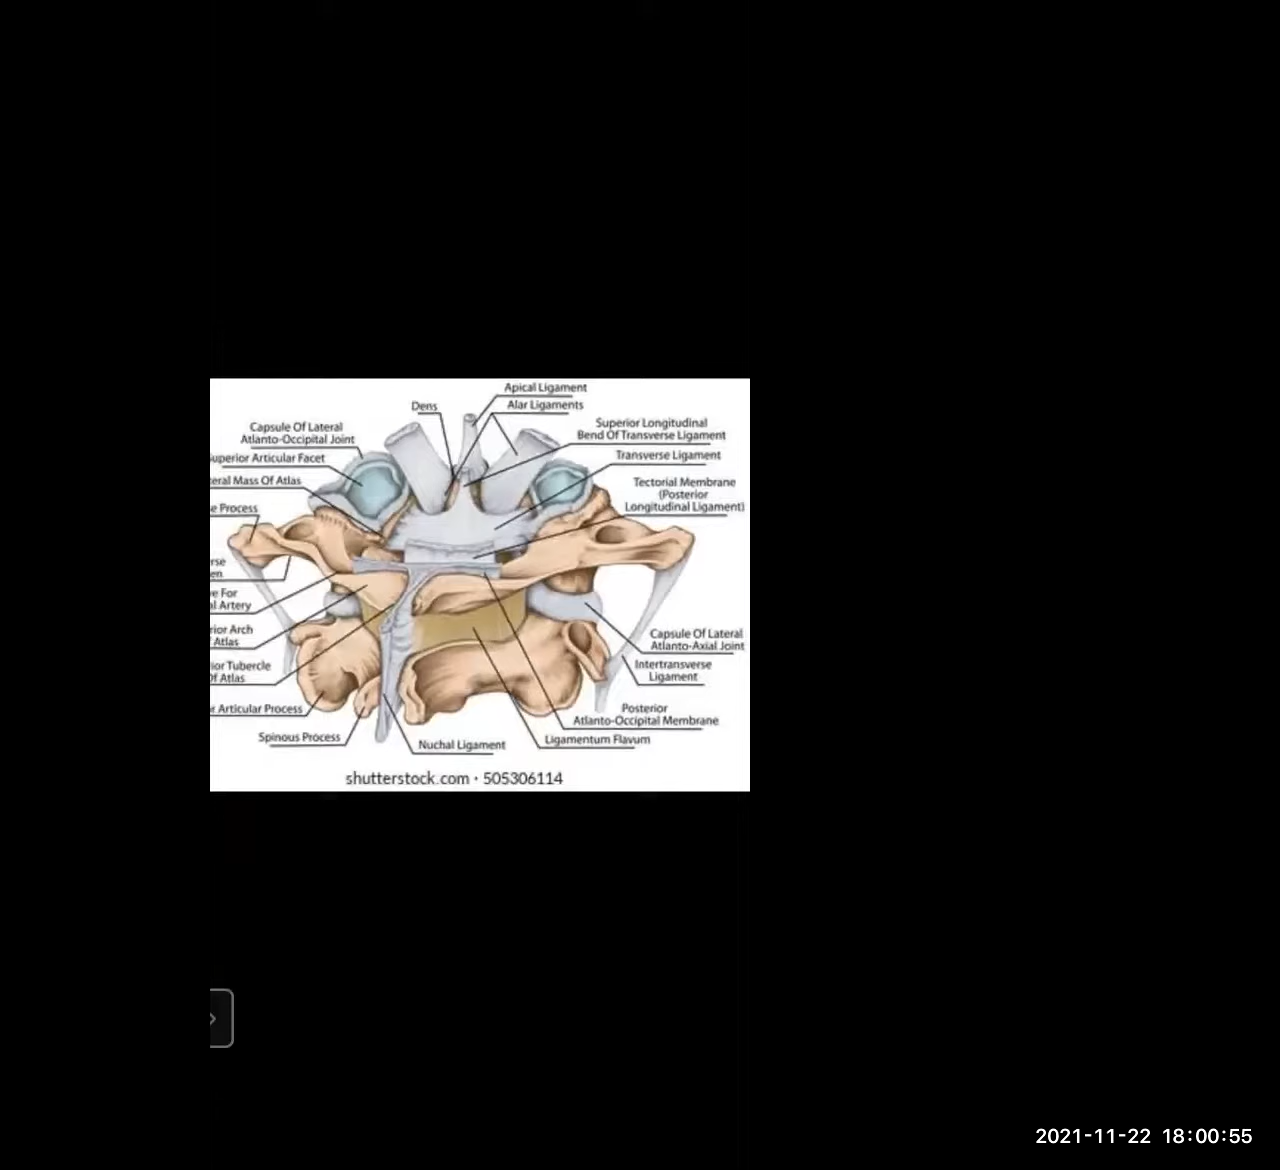 Apical Ligament
Dens
Alar Ligaments
Capsule Of Lateral
Atlanto-Occipital Joint
Superior Longitudinal
Bend Of Transverse Ligament
uperior Articular Facet
Transverse Ligament
eral Mass Of Atlas
Tectorial Membrane
(Posterior
Longitudinal Ligament)
e Process
rse
en
e For
al Artery
rior Arch
Atlas
Capsule Of Lateral
Atlanto-Axial Joint
ior Tubercle
Of Atlas
Intertransverse
Ligament
r Articular Process
Posterior
Atlanto-Occipital Membrane
Spinous Process
Nuchal Ligament
Ligamentum Flavum
shutterstock.com · 505306114
2021-11-22 18:00:55